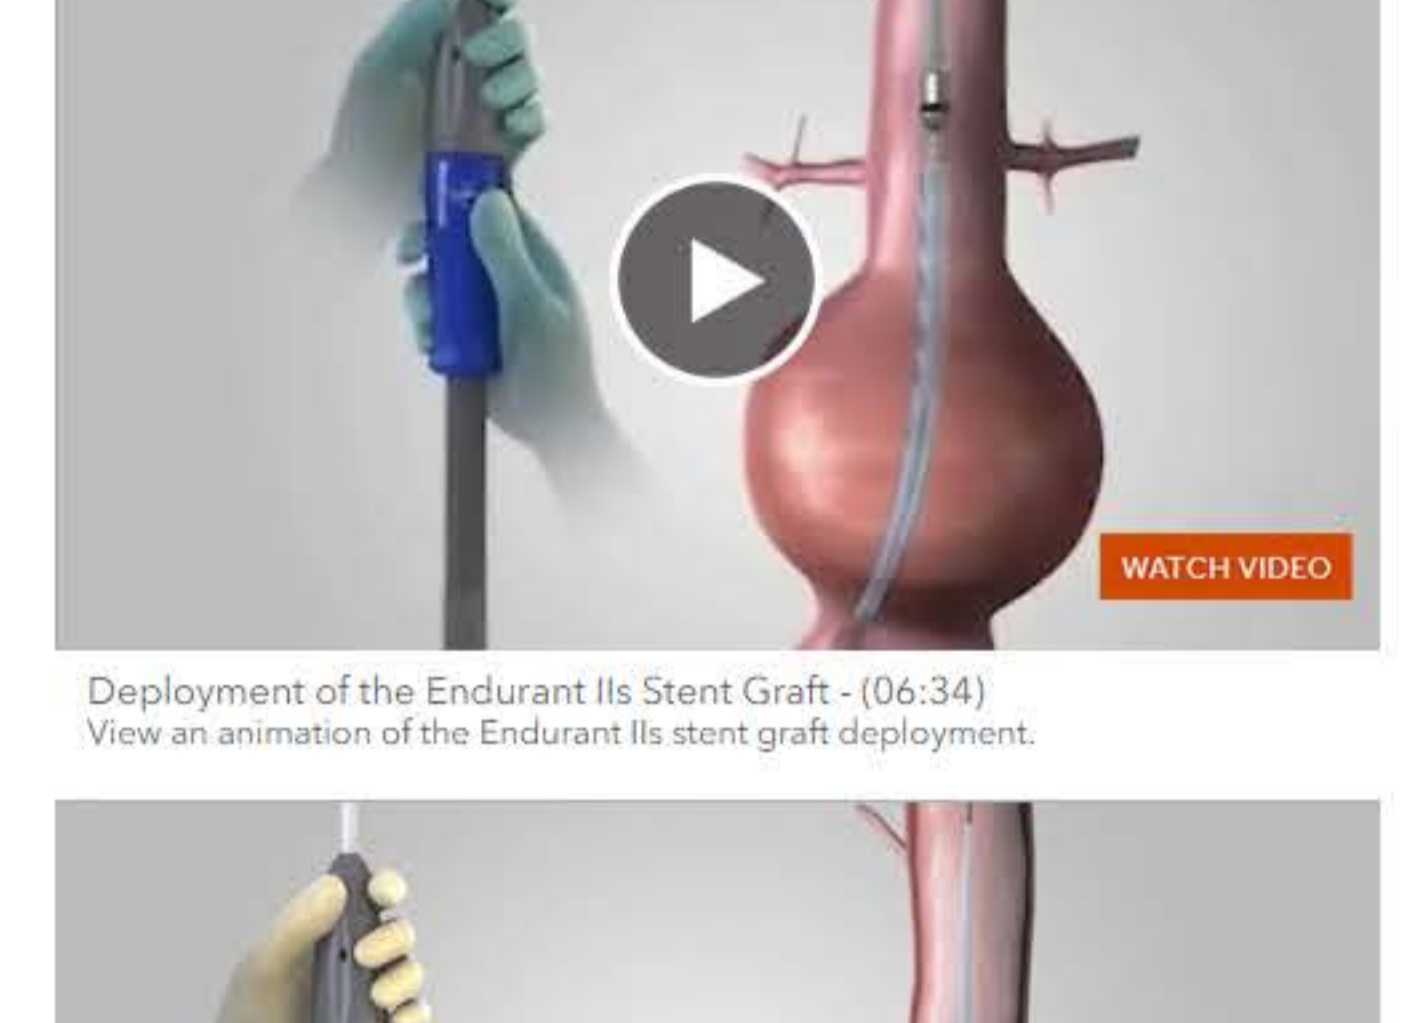 WATCH VIDEO
Deployment of the Endurant IIs Stent Graft - (06:34)
View an animation of the Endurant IIs stent graft deployment.